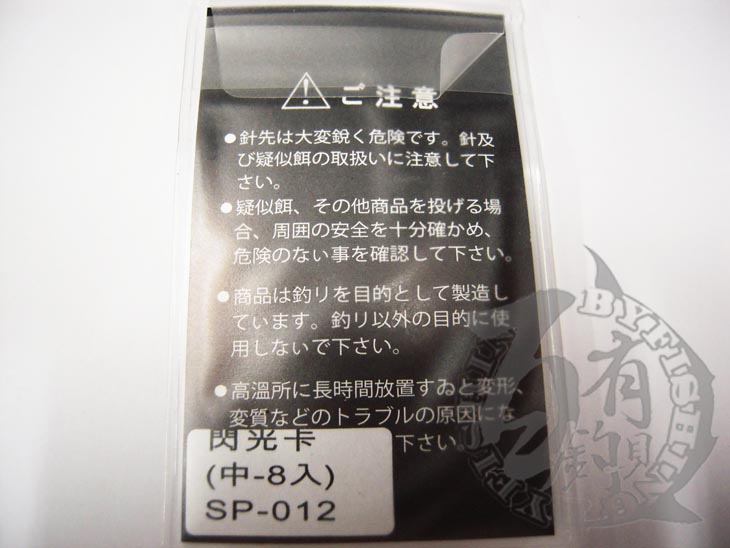 ご注意
●針先は大変鋭く危険です。針及
び疑似餌の取扱いに注意して下
さい。
●疑似餌、その他商品を投げる場
合、周囲の安全を十分確かめ、
危険のない事を確認して下さい。
●商品は釣リを目的として製造し
ています。釣リ以外の目的に使
用しないで下さい。
●高溫所に長時間放置すゐと変形、
変質などのトラブルの原因にな
下さい。
閃光卡
(中-8入)
SP-012
有釣